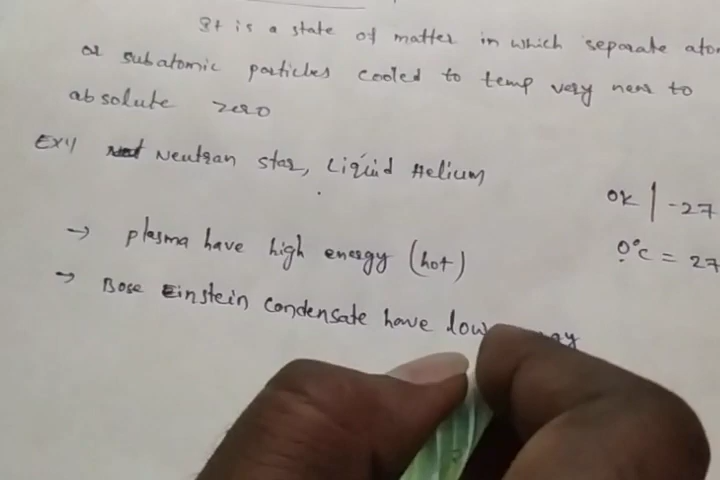 It is a state of matter in which separate ato
or subatomic particles cooled to temp very near to
absolute zero
Ex:) Neutran star, Liquid Helium
0K | -27
0°C = 27
→ plasma have high energy (hot)
→ Bose Einstein condensate have low